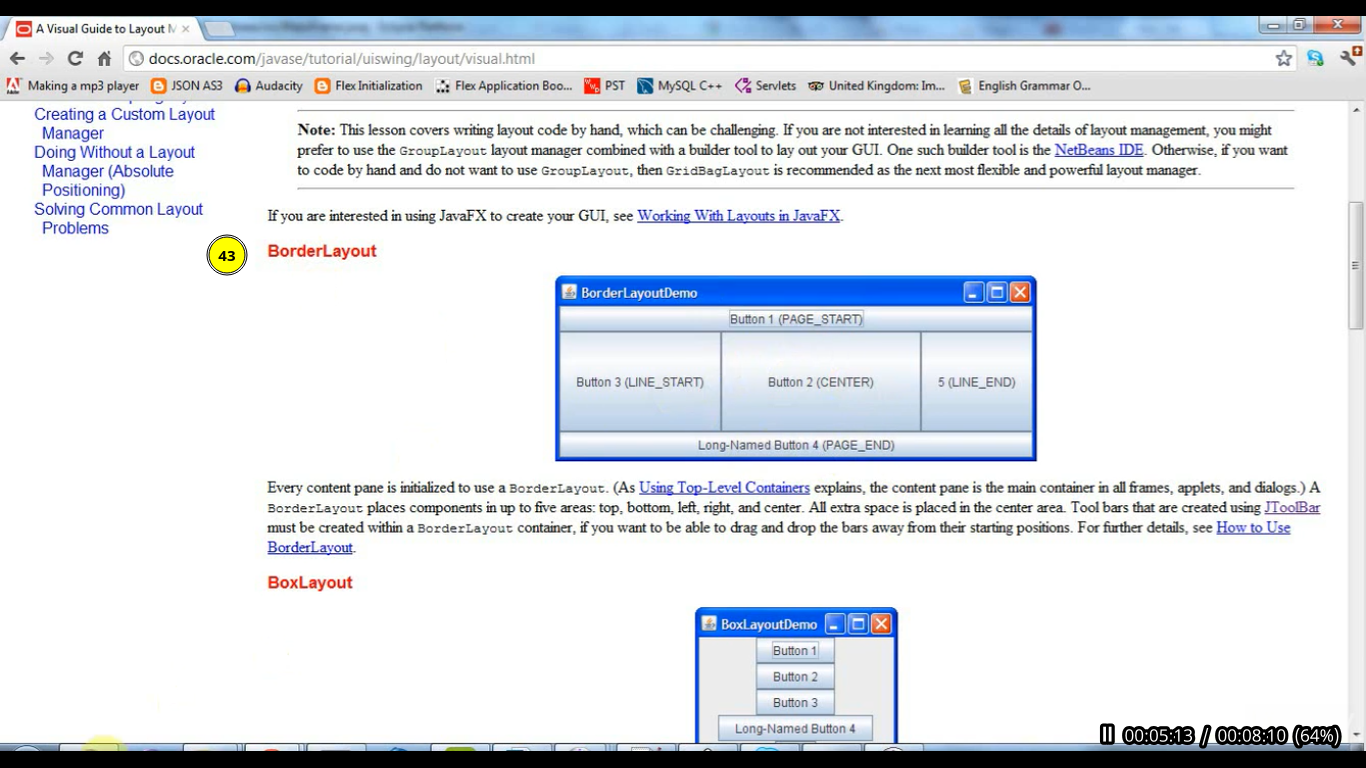 A Visual Guide to Layout M
docs.oracle.com/javase/tutorial/uiswing/layout/visual.html
Making a mp3 player JSON AS3 Audacity Flex Initialization Flex Application Boo... PST MySQL C++ Servlets United Kingdom: Im... English Grammar O...
Creating a Custom Layout
Manager
Doing Without a Layout
Manager (Absolute
Positioning)
Solving Common Layout
Problems
Note: This lesson covers writing layout code by hand, which can be challenging. If you are not interested in learning all the details of layout management, you might
prefer to use the GroupLayout layout manager combined with a builder tool to lay out your GUI. One such builder tool is the NetBeans IDE. Otherwise, if you want
to code by hand and do not want to use GroupLayout, then GridBagLayout is recommended as the next most flexible and powerful layout manager.
If you are interested in using JavaFX to create your GUI, see Working With Layouts in JavaFX.
43
BorderLayout
BorderLayoutDemo
Button 1 (PAGE_START)
Button 3 (LINE_START) Button 2 (CENTER) 5 (LINE_END)
Long-Named Button 4 (PAGE_END)
Every content pane is initialized to use a BorderLayout. (As Using Top-Level Containers explains, the content pane is the main container in all frames, applets, and dialogs.) A
BorderLayout places components in up to five areas: top, bottom, left, right, and center. All extra space is placed in the center area. Tool bars that are created using JToolBar
must be created within a BorderLayout container, if you want to be able to drag and drop the bars away from their starting positions. For further details, see How to Use
BorderLayout.
BoxLayout
BoxLayoutDemo
Button 1
Button 2
Button 3
Long-Named Button 4
00:05:13 / 00:08:10 (64%)